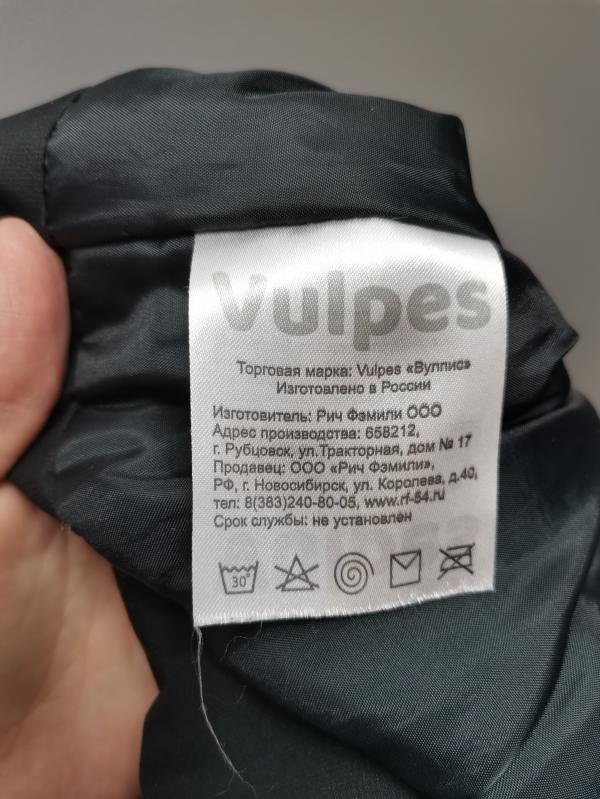 Vulpes
Торговая марка: Vulpes «Вуллис»
Изготовлено в России
Изготовитель: Рич Фэмили ООО
Адрес производства: 658212,
г. Рубцовск, ул.Тракторная, дом № 17
Продавец: ООО «Рич Фэмили»,
РФ, г. Новосибирск, ул. Королева, д.40,
тел: 8(383)240-80-05, www.rf-54.ru
Срок службы: не установлен
30°